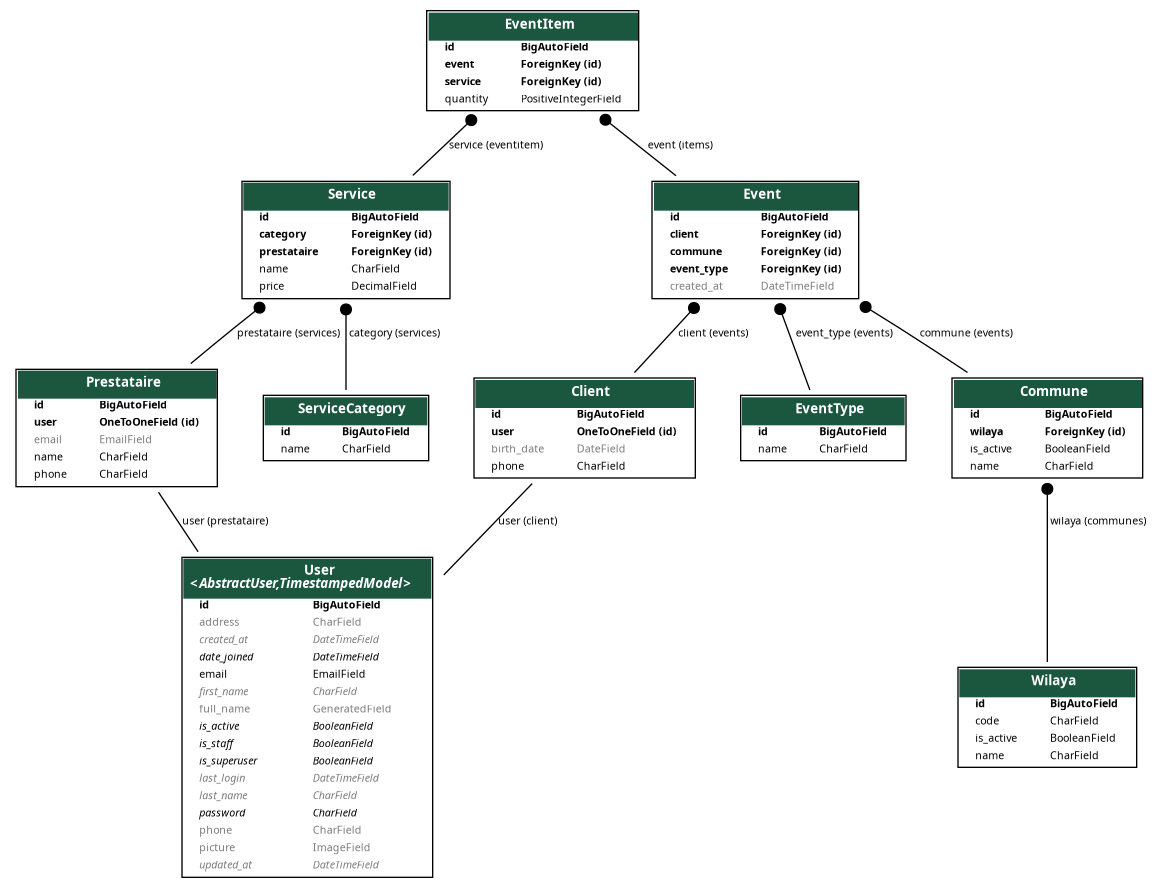 EventItem
id BigAutoField
event ForeignKey (id)
service ForeignKey (id)
quantity PositiveIntegerField
service (eventitem)
event (items)
Service
id BigAutoField
category ForeignKey (id)
prestataire ForeignKey (id)
name CharField
price DecimalField
Event
id BigAutoField
client ForeignKey (id)
commune ForeignKey (id)
event_type ForeignKey (id)
created_at DateTimeField
prestataire (services)
category (services)
client (events)
event_type (events)
commune (events)
Prestataire
id BigAutoField
user OneToOneField (id)
email EmailField
name CharField
phone CharField
ServiceCategory
id BigAutoField
name CharField
Client
id BigAutoField
user OneToOneField (id)
birth_date DateField
phone CharField
EventType
id BigAutoField
name CharField
Commune
id BigAutoField
wilaya ForeignKey (id)
is_active BooleanField
name CharField
user (prestataire)
user (client)
wilaya (communes)
User
<AbstractUser,TimestampedModel>
id BigAutoField
address CharField
created_at DateTimeField
date_joined DateTimeField
email EmailField
first_name CharField
full_name GeneratedField
is_active BooleanField
is_staff BooleanField
is_superuser BooleanField
last_login DateTimeField
last_name CharField
password CharField
phone CharField
picture ImageField
updated_at DateTimeField
Wilaya
id BigAutoField
code CharField
is_active BooleanField
name CharField